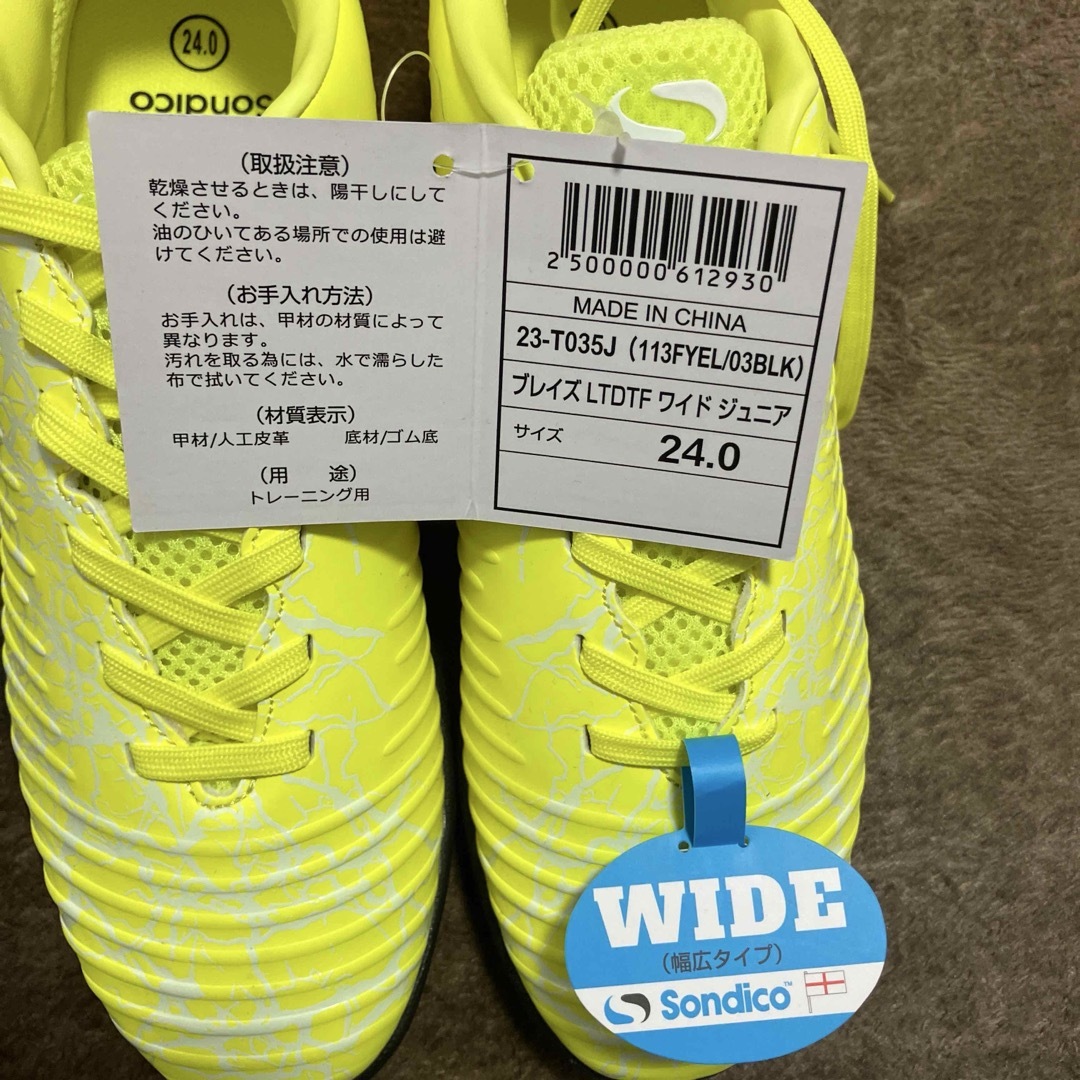 24.0
Sondico
(取扱注意)
乾燥させるときは、陽干しにして
ください。
油のひいてある場所での使用は避
けてください。
(お手入れ方法)
お手入れは、甲材の材質によって
異なります。
汚れを取る為には、水で濡らした
布で拭いてください。
(材質表示)
甲材/人工皮革 底材/ゴム底
(用 途)
トレーニング用
2 500000 612930
MADE IN CHINA
23-T035J (113FYEL/03BLK)
ブレイズ LTDTF ワイド ジュニア
サイズ 24.0
WIDE
(幅広タイプ)
Sondico™